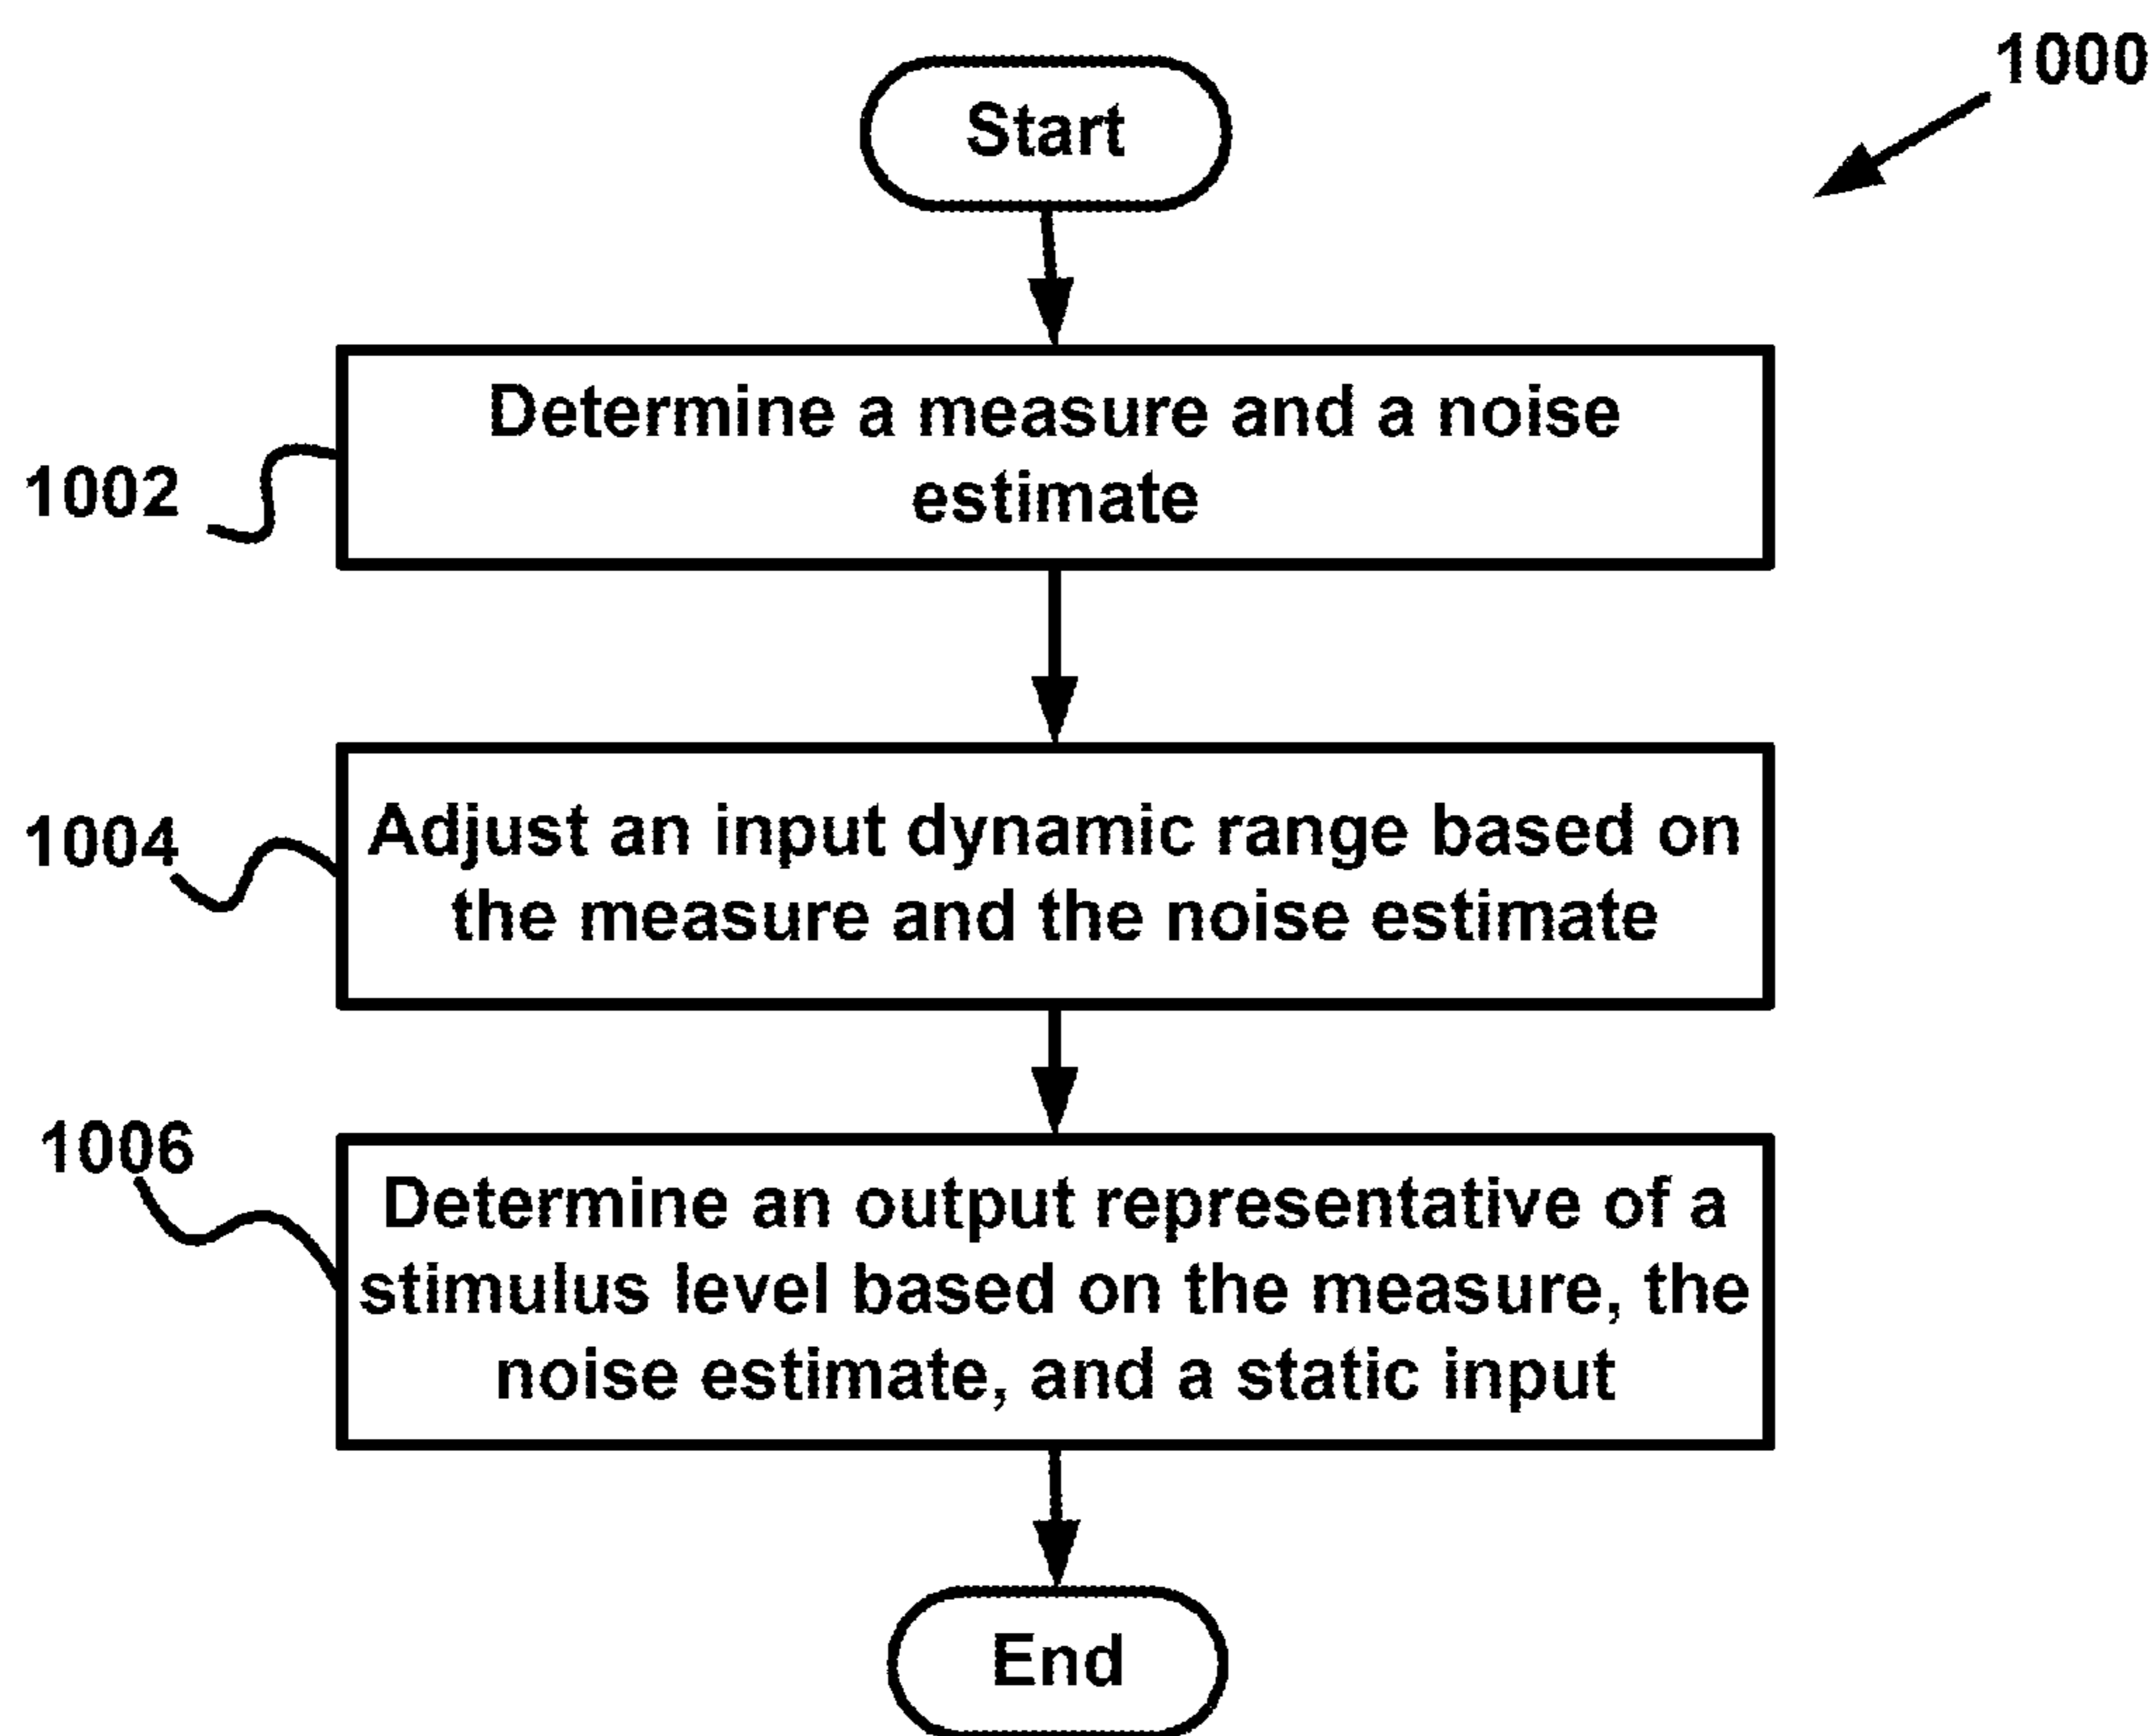 1000
Start
Determine a measure and a noise
estimate
1002
Adjust an input dynamic range based on
the measure and the noise estimate
1004
1006
Determine an output representative of a
stimulus level based on the measure, the
noise estimate, and a static input
End